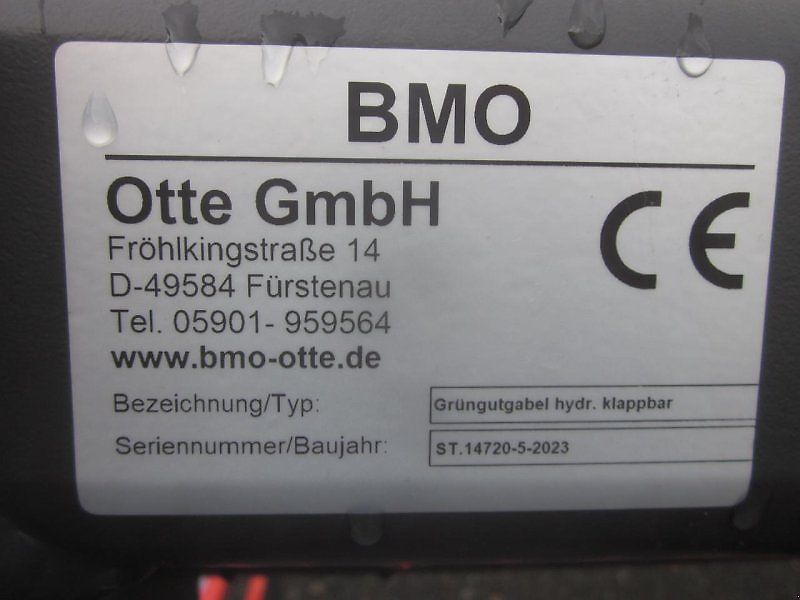 BMO
Otte GmbH
Fröhlkingstraße 14
D-49584 Fürstenau
Tel. 05901- 959564
www.bmo-otte.de
CE
Bezeichnung/Typ: Grüngutgabel hydr. klappbar
Seriennummer/Baujahr: ST.14720-5-2023